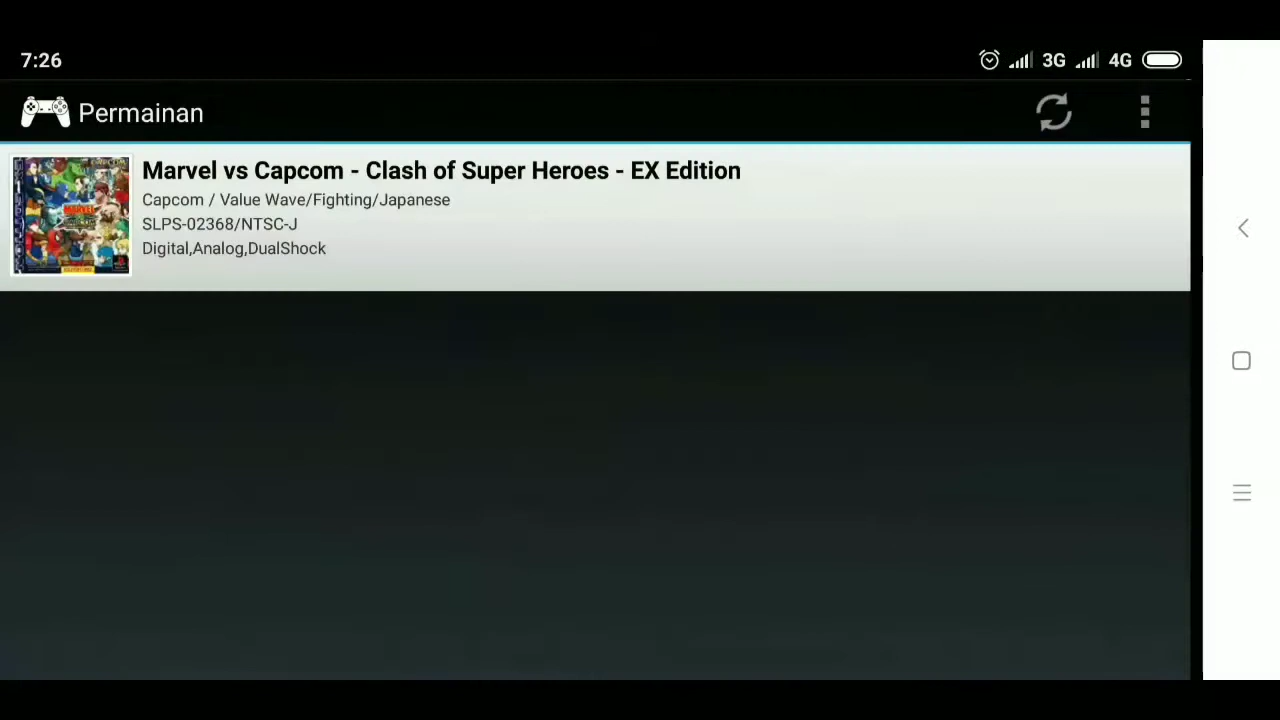 7:26
3G
4G
Permainan
Marvel vs Capcom - Clash of Super Heroes - EX Edition
Capcom / Value Wave/Fighting/Japanese
SLPS-02368/NTSC-J
Digital,Analog,DualShock
MARVEL